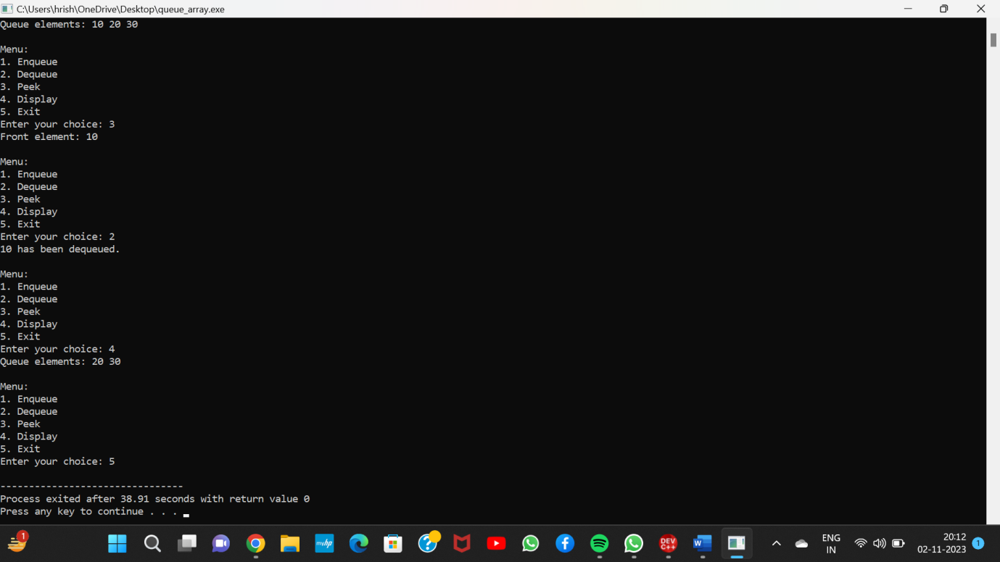 C:\Users\hrish\OneDrive\Desktop\queue_array.exe
Queue elements: 10 20 30
Menu:
1. Enqueue
2. Dequeue
3. Peek
4. Display
5. Exit
Enter your choice: 3
Front element: 10
Menu:
1. Enqueue
2. Dequeue
3. Peek
4. Display
5. Exit
Enter your choice: 2
10 has been dequeued.
Menu:
1. Enqueue
2. Dequeue
3. Peek
4. Display
5. Exit
Enter your choice: 4
Queue elements: 20 30
Menu:
1. Enqueue
2. Dequeue
3. Peek
4. Display
5. Exit
Enter your choice: 5
--------------------------------
Process exited after 38.91 seconds with return value 0
Press any key to continue . . .
1
myhp
DEV C++
W
ENG
IN
20:12
02-11-2023
1